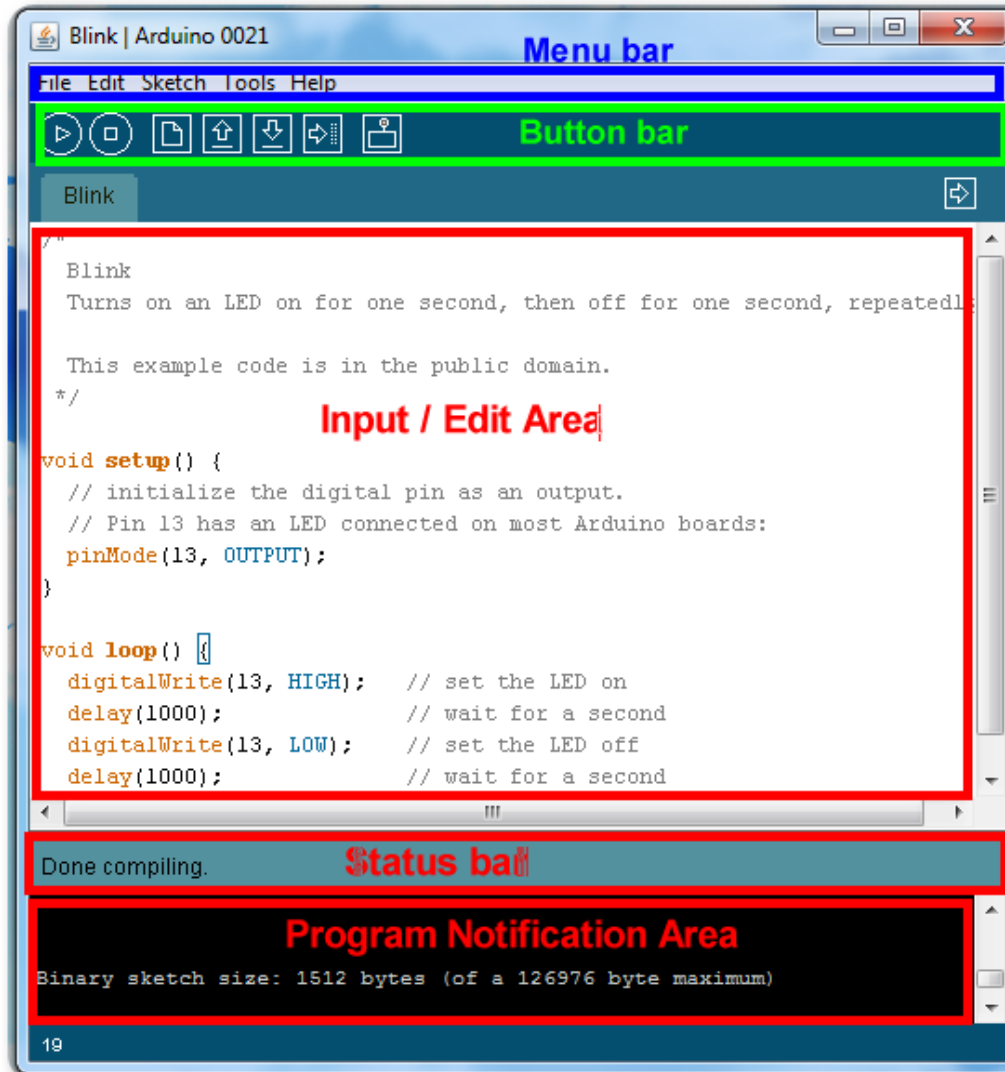 Blink | Arduino 0021
Menu bar
File Edit Sketch Tools Help
Button bar
Blink
/*
Blink
Turns on an LED on for one second, then off for one second, repeatedly
This example code is in the public domain.
*/
Input / Edit Area
void setup() {
// initialize the digital pin as an output.
// Pin 13 has an LED connected on most Arduino boards:
pinMode(13, OUTPUT);
}
void loop() {
digitalWrite(13, HIGH); // set the LED on
delay(1000); // wait for a second
digitalWrite(13, LOW); // set the LED off
delay(1000); // wait for a second
Done compiling.
Status bar
Program Notification Area
Binary sketch size: 1512 bytes (of a 126976 byte maximum)
19